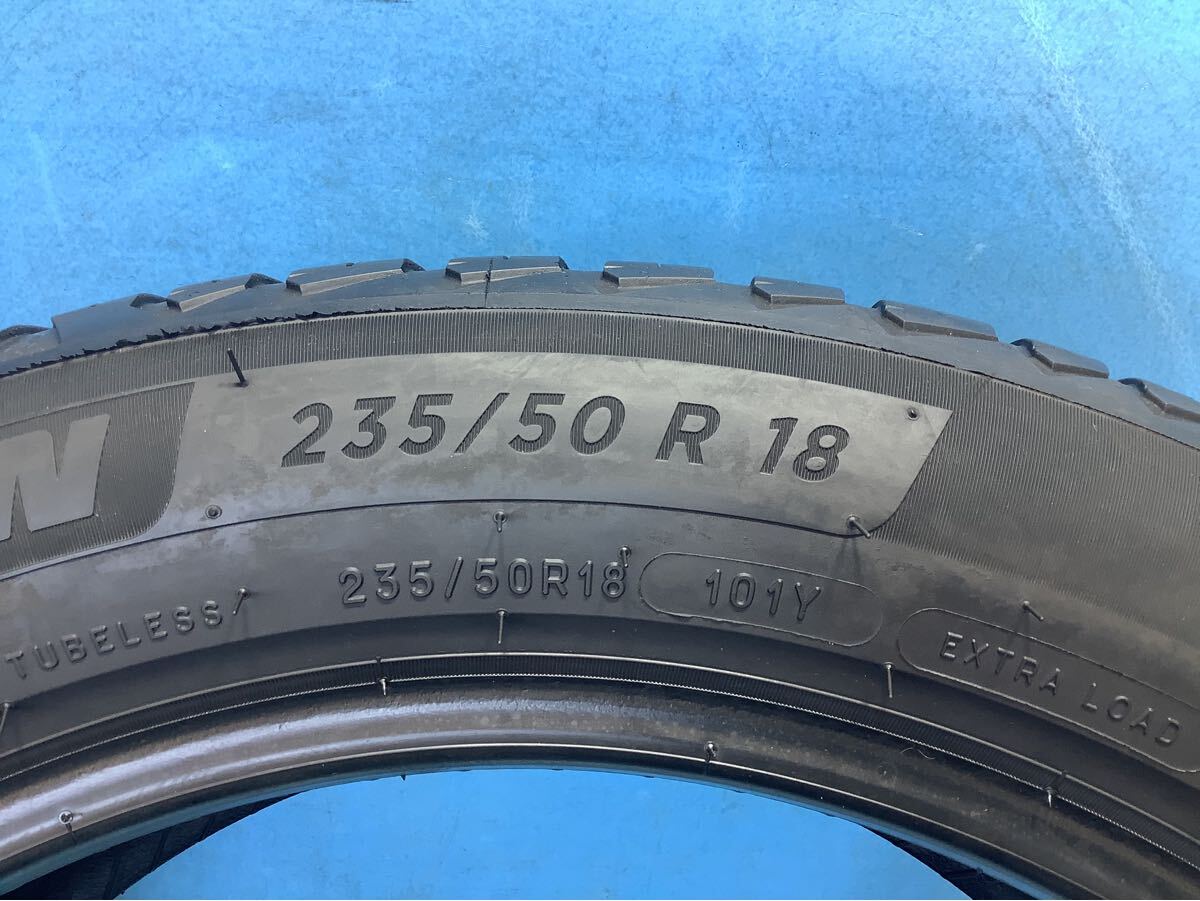 N
235/50 R 18
TUBELESS
235/50R18
101Y
EXTRA LOAD